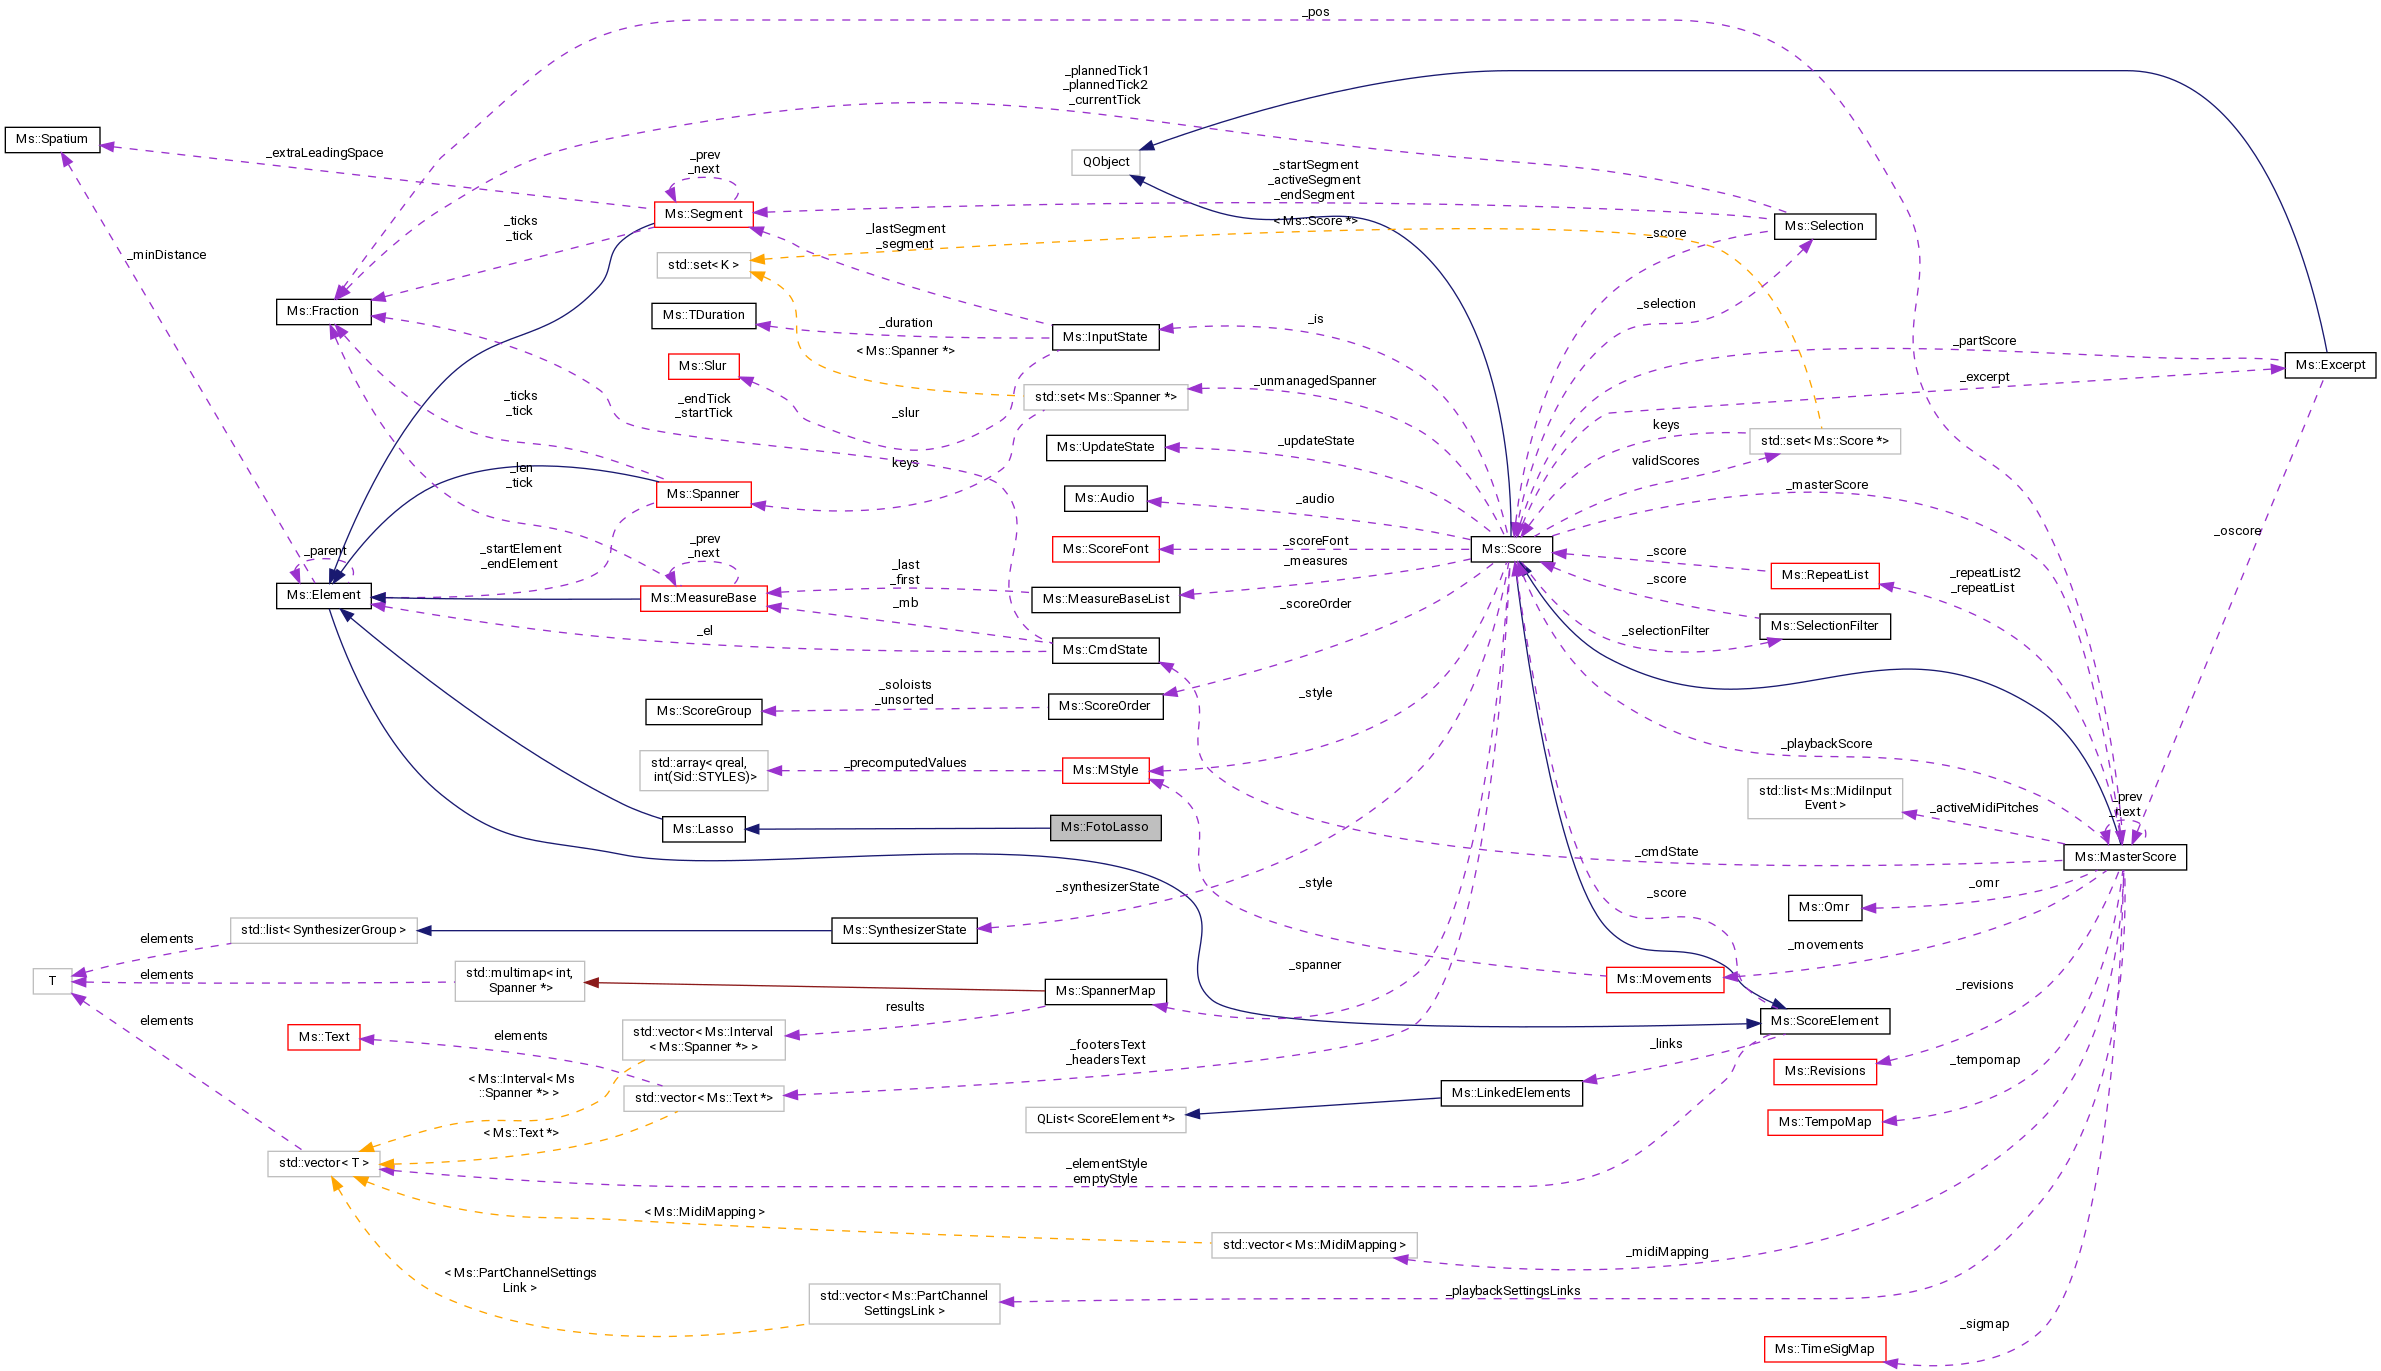 _pos
_plannedTick1
_plannedTick2
_currentTick
Ms::Spatium
_extraLeadingSpace
_prev
_next
QObject
_startSegment
_activeSegment
_endSegment
Ms::Segment
< Ms::Score *>
Ms::Selection
_score
_ticks
_tick
_lastSegment
_segment
_minDistance
std::set< K >
Ms::Fraction
Ms::TDuration
_duration
Ms::InputState
_is
_selection
_partScore
Ms::Excerpt
Ms::Slur
< Ms::Spanner *>
_excerpt
_unmanagedSpanner
std::set< Ms::Spanner *>
_ticks
_tick
_endTick
_startTick
_slur
keys
std::set< Ms::Score *>
_updateState
Ms::UpdateState
validScores
_len
_tick
keys
Ms::Spanner
_masterScore
Ms::Audio
_audio
_oscore
_parent
_startElement
_endElement
_prev
_next
Ms::ScoreFont
_scoreFont
Ms::Score
_score
Ms::RepeatList
_repeatList2
_repeatList
_last
_first
_measures
Ms::Element
Ms::MeasureBase
Ms::MeasureBaseList
_score
_mb
_scoreOrder
_selectionFilter
Ms::SelectionFilter
_el
Ms::CmdState
_soloists
_unsorted
Ms::ScoreGroup
Ms::ScoreOrder
_style
_playbackScore
std::array< qreal,
int(Sid::STYLES)>
_precomputedValues
Ms::MStyle
std::list< Ms::MidiInput
Event >
_activeMidiPitches
_prev
_next
Ms::Lasso
Ms::FotoLasso
_cmdState
Ms::MasterScore
_synthesizerState
_style
_score
_omr
Ms::Omr
std::list< SynthesizerGroup >
Ms::SynthesizerState
elements
_movements
T
elements
std::multimap< int,
Spanner *>
Ms::SpannerMap
_spanner
Ms::Movements
_revisions
elements
results
Ms::ScoreElement
Ms::Text
elements
std::vector< Ms::Interval
< Ms::Spanner *> >
_footersText
_headersText
_links
_tempomap
Ms::Revisions
< Ms::Interval< Ms
::Spanner *> >
std::vector< Ms::Text *>
Ms::LinkedElements
QList< ScoreElement *>
Ms::TempoMap
< Ms::Text *>
std::vector< T >
_elementStyle
emptyStyle
< Ms::MidiMapping >
std::vector< Ms::MidiMapping >
_midiMapping
< Ms::PartChannelSettings
Link >
std::vector< Ms::PartChannel
SettingsLink >
_playbackSettingsLinks
_sigmap
Ms::TimeSigMap